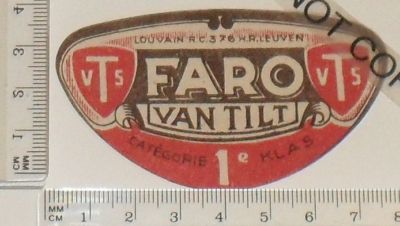 NOT COP
LOUVAIN R.C. 376 H.R. LEUVEN
VTS
FARO
VTS
VAN TILT
CATÉGORIE 1e KLAS
MM
CM
1 2 3 4
MM
CM
1 2 3 4 5 6 7 8